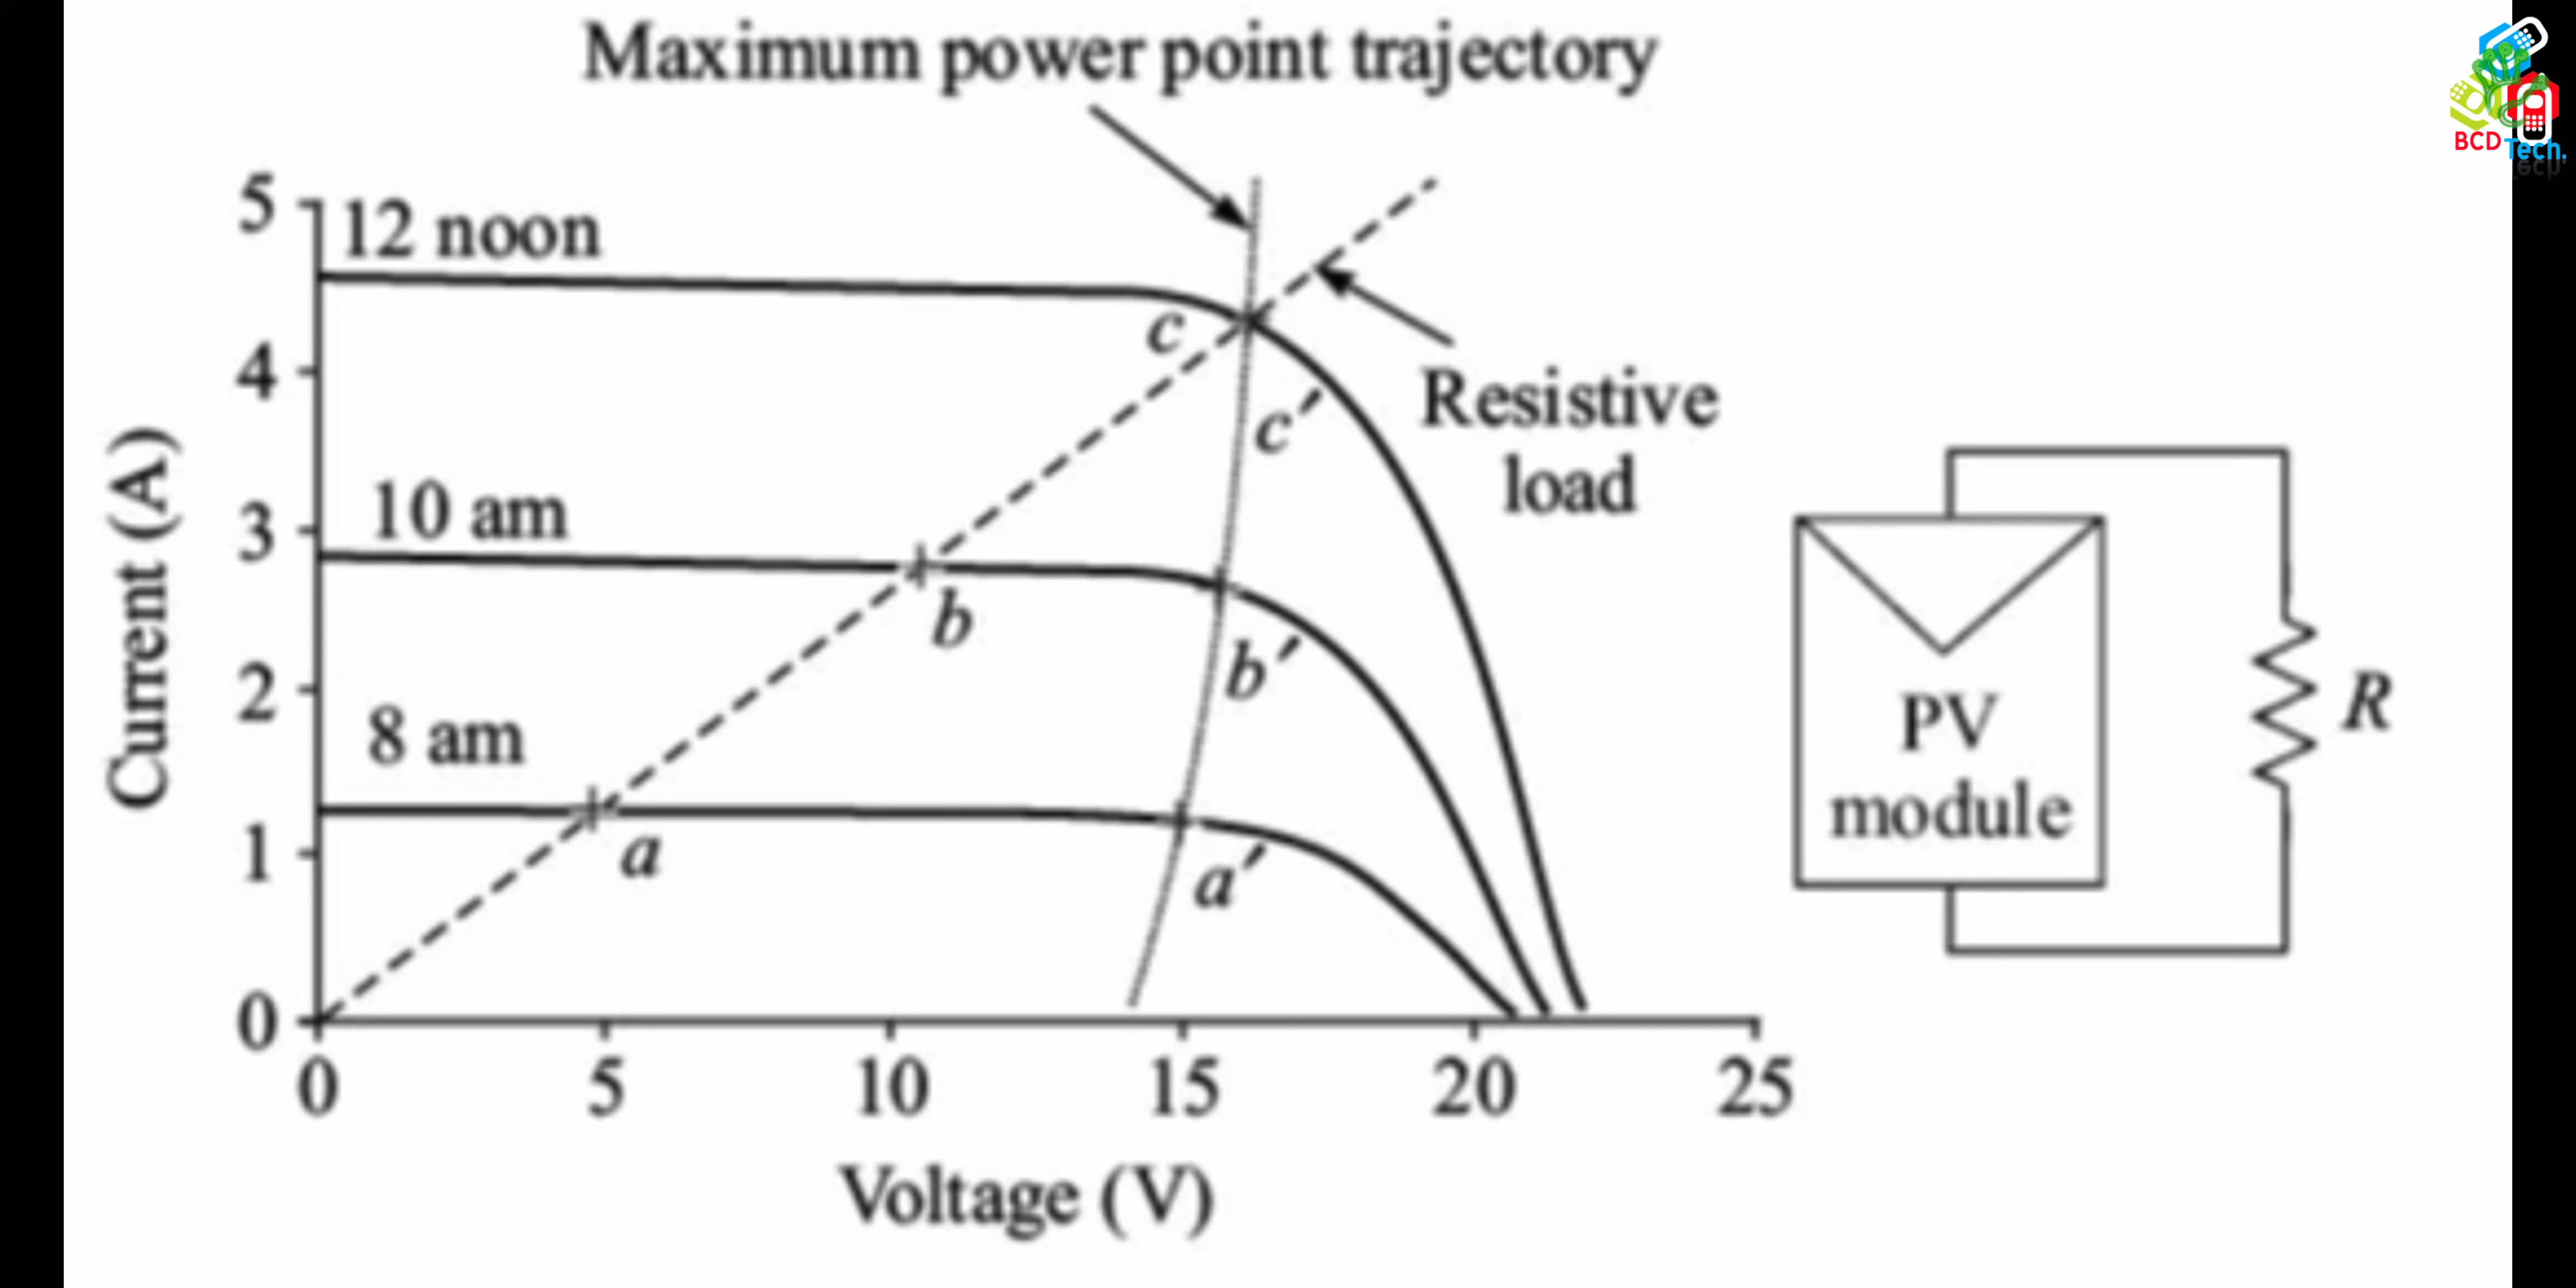 Maximum power point trajectory
BCD Tech.
5
12 noon
c
4
c′
Resistive
load
Current (A)
10 am
3
b
b′
2
8 am
a
a′
1
0
0
5
10
15
20
25
Voltage (V)
PV
module
R